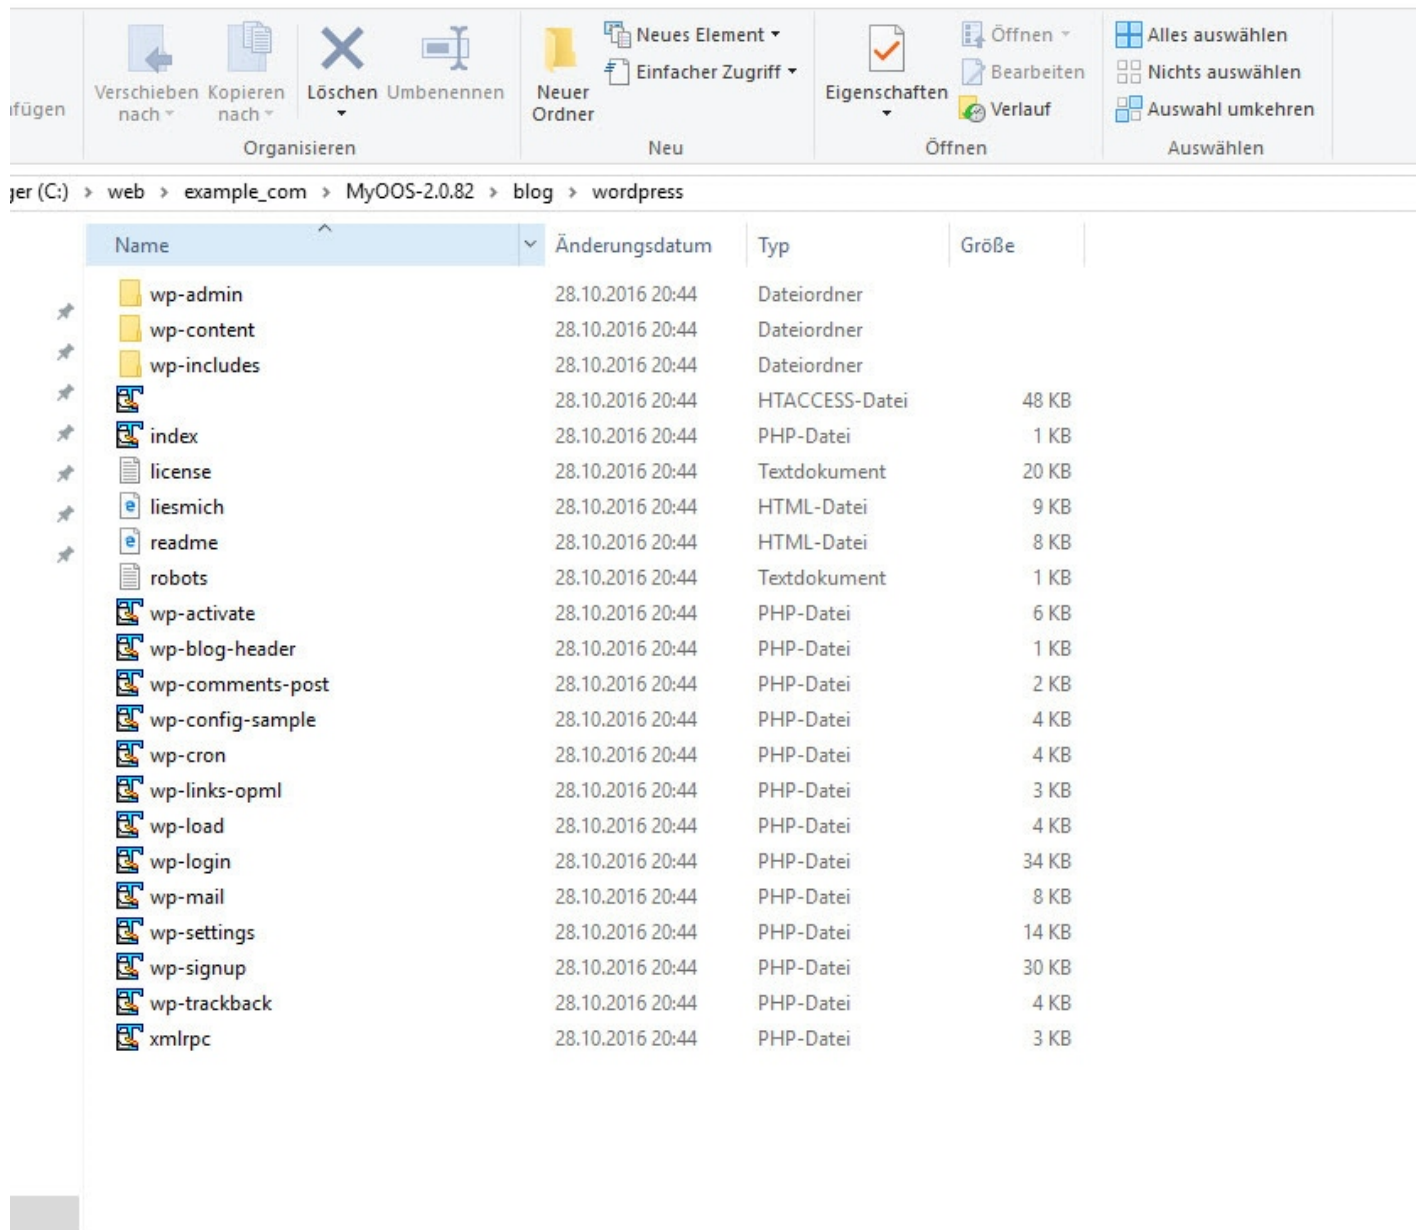 Neues Element
Öffnen
Alles auswählen
Einfacher Zugriff
Bearbeiten
Nichts auswählen
Verschieben nach
Kopieren nach
Löschen
Umbenennen
Neuer Ordner
Eigenschaften
Verlauf
Auswahl umkehren
Organisieren
Neu
Öffnen
Auswählen
(C:) > web > example_com > MyOOS-2.0.82 > blog > wordpress
Name Änderungsdatum Typ Größe
wp-admin 28.10.2016 20:44 Dateiordner
wp-content 28.10.2016 20:44 Dateiordner
wp-includes 28.10.2016 20:44 Dateiordner
28.10.2016 20:44 HTACCESS-Datei 48 KB
index 28.10.2016 20:44 PHP-Datei 1 KB
license 28.10.2016 20:44 Textdokument 20 KB
liesmich 28.10.2016 20:44 HTML-Datei 9 KB
readme 28.10.2016 20:44 HTML-Datei 8 KB
robots 28.10.2016 20:44 Textdokument 1 KB
wp-activate 28.10.2016 20:44 PHP-Datei 6 KB
wp-blog-header 28.10.2016 20:44 PHP-Datei 1 KB
wp-comments-post 28.10.2016 20:44 PHP-Datei 2 KB
wp-config-sample 28.10.2016 20:44 PHP-Datei 4 KB
wp-cron 28.10.2016 20:44 PHP-Datei 4 KB
wp-links-opml 28.10.2016 20:44 PHP-Datei 3 KB
wp-load 28.10.2016 20:44 PHP-Datei 4 KB
wp-login 28.10.2016 20:44 PHP-Datei 34 KB
wp-mail 28.10.2016 20:44 PHP-Datei 8 KB
wp-settings 28.10.2016 20:44 PHP-Datei 14 KB
wp-signup 28.10.2016 20:44 PHP-Datei 30 KB
wp-trackback 28.10.2016 20:44 PHP-Datei 4 KB
xmlrpc 28.10.2016 20:44 PHP-Datei 3 KB